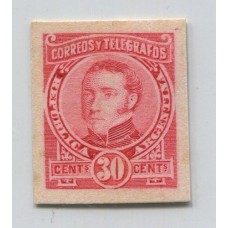 CORREOS Y TELEGRAFOS
REPUBLICA ARGENTINA
CENTS 30 CENTS